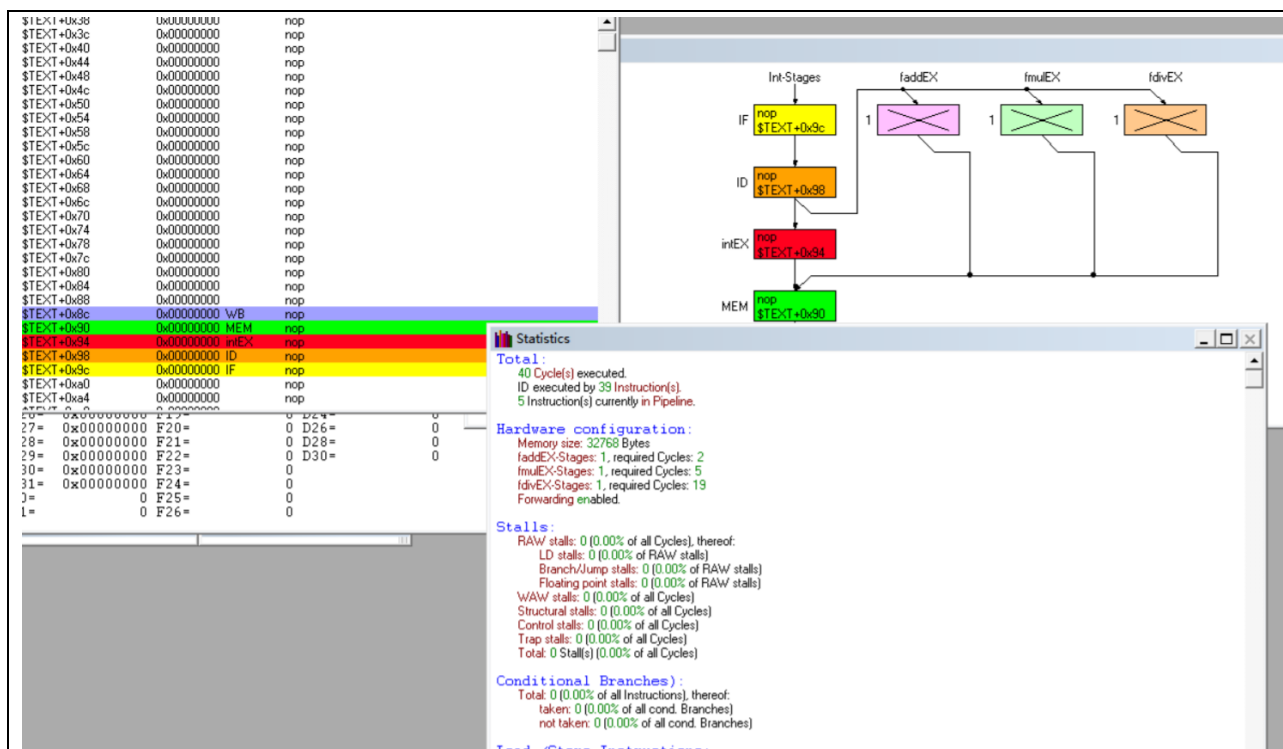 $TEXT+0x38 0x00000000 nop
$TEXT+0x3c 0x00000000 nop
$TEXT+0x40 0x00000000 nop
$TEXT+0x44 0x00000000 nop
$TEXT+0x48 0x00000000 nop
$TEXT+0x4c 0x00000000 nop
$TEXT+0x50 0x00000000 nop
$TEXT+0x54 0x00000000 nop
$TEXT+0x58 0x00000000 nop
$TEXT+0x5c 0x00000000 nop
$TEXT+0x60 0x00000000 nop
$TEXT+0x64 0x00000000 nop
$TEXT+0x68 0x00000000 nop
$TEXT+0x6c 0x00000000 nop
$TEXT+0x70 0x00000000 nop
$TEXT+0x74 0x00000000 nop
$TEXT+0x78 0x00000000 nop
$TEXT+0x7c 0x00000000 nop
$TEXT+0x80 0x00000000 nop
$TEXT+0x84 0x00000000 nop
$TEXT+0x88 0x00000000 nop
$TEXT+0x8c 0x00000000 WB nop
$TEXT+0x90 0x00000000 MEM nop
$TEXT+0x94 0x00000000 intEX nop
$TEXT+0x98 0x00000000 ID nop
$TEXT+0x9c 0x00000000 IF nop
$TEXT+0xa0 0x00000000 nop
$TEXT+0xa4 0x00000000 nop
27= 0x00000000 F20= 0 D26= 0
28= 0x00000000 F21= 0 D28= 0
29= 0x00000000 F22= 0 D30= 0
30= 0x00000000 F23= 0
31= 0x00000000 F24= 0
0= 0 F25= 0
1= 0 F26= 0
Int-Stages faddEX fmulEX fdivEX
IF nop 1 1 1
$TEXT+0x9c
ID nop
$TEXT+0x98
intEX nop
$TEXT+0x94
MEM nop
$TEXT+0x90
Statistics
Total:
40 Cycle(s) executed.
ID executed by 39 Instruction(s).
5 Instruction(s) currently in Pipeline.
Hardware configuration:
Memory size: 32768 Bytes
faddEX-Stages: 1, required Cycles: 2
fmulEX-Stages: 1, required Cycles: 5
fdivEX-Stages: 1, required Cycles: 19
Forwarding enabled.
Stalls:
RAW stalls: 0 (0.00% of all Cycles), thereof:
LD stalls: 0 (0.00% of RAW stalls)
Branch/Jump stalls: 0 (0.00% of RAW stalls)
Floating point stalls: 0 (0.00% of RAW stalls)
WAW stalls: 0 (0.00% of all Cycles)
Structural stalls: 0 (0.00% of all Cycles)
Control stalls: 0 (0.00% of all Cycles)
Trap stalls: 0 (0.00% of all Cycles)
Total: 0 Stall(s) (0.00% of all Cycles)
Conditional Branches):
Total: 0 (0.00% of all Instructions), thereof:
taken: 0 (0.00% of all cond. Branches)
not taken: 0 (0.00% of all cond. Branches)